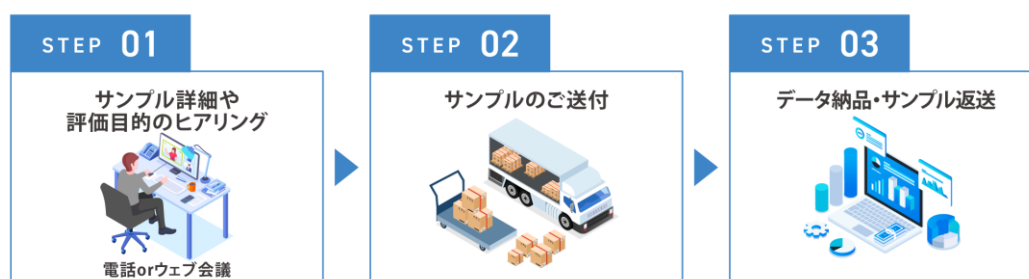 STEP 01
サンプル詳細や
評価目的のヒアリング
電話orウェブ会議
STEP 02
サンプルのご送付
STEP 03
データ納品・サンプル返送